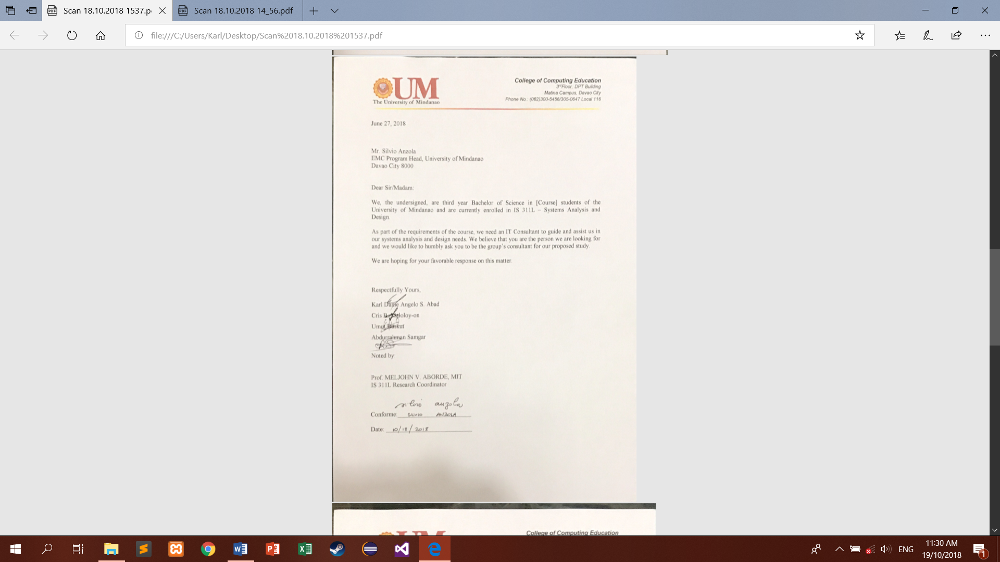 Scan 18.10.2018 1537.p
Scan 18.10.2018 14_56.pdf
file:///C:/Users/Karl/Desktop/Scan%2018.10.2018%201537.pdf
UM
The University of Mindanao
College of Computing Education
3rd Floor, DPT Building
Matina Campus, Davao City
Phone No.: (082)300-5456/305-0647 Local 116
June 27, 2018
Mr. Silvio Anzola
EMC Program Head, University of Mindanao
Davao City 8000
Dear Sir/Madam:
We, the undersigned, are third year Bachelor of Science in [Course] students of the
University of Mindanao and are currently enrolled in IS 311L – Systems Analysis and
Design.
As part of the requirements of the course, we need an IT Consultant to guide and assist us in
our systems analysis and design needs. We believe that you are the person we are looking for
and we would like to humbly ask you to be the group's consultant for our proposed study.
We are hoping for your favorable response on this matter.
Respectfully Yours,
Karl Dame Angelo S. Abad
Cris
Umut
Abdurrahman Samgar
Noted by:
Prof. MELJOHN V. ABORDE, MIT
IS 311L Research Coordinator
silvio anzola
Conforme: SILVIO ANZOLA
Date: 10/18/2018
UM
College of Computing Education
ENG
11:30 AM
19/10/2018
1